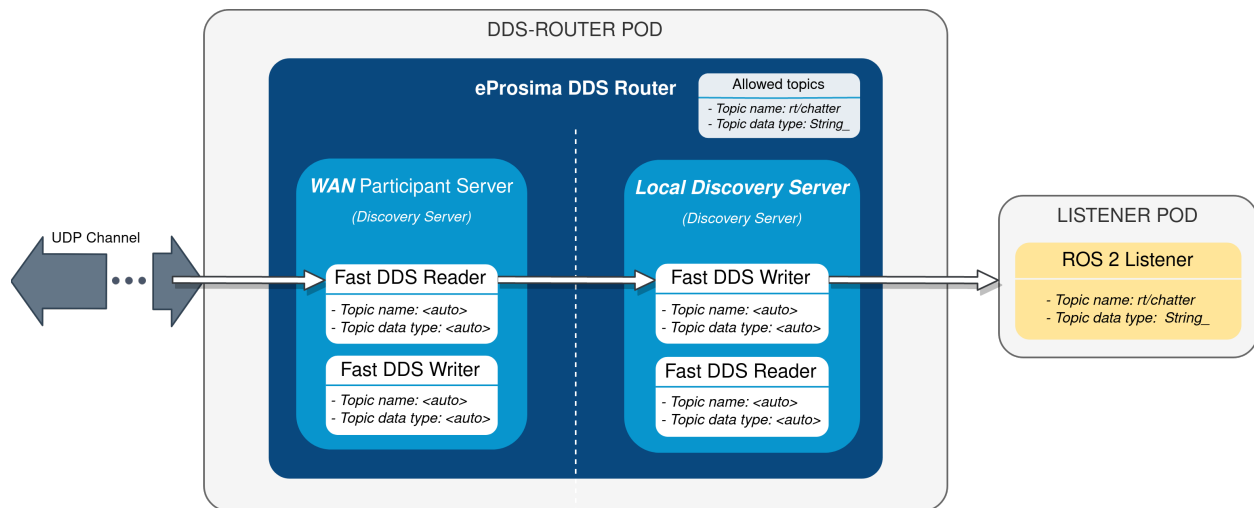 DDS-ROUTER POD
eProsima DDS Router
Allowed topics
- Topic name: rt/chatter
- Topic data type: String_
WAN Participant Server
(Discovery Server)
Local Discovery Server
(Discovery Server)
UDP Channel
Fast DDS Reader
- Topic name: <auto>
- Topic data type: <auto>
Fast DDS Writer
- Topic name: <auto>
- Topic data type: <auto>
Fast DDS Writer
- Topic name: <auto>
- Topic data type: <auto>
Fast DDS Reader
- Topic name: <auto>
- Topic data type: <auto>
LISTENER POD
ROS 2 Listener
- Topic name: rt/chatter
- Topic data type:  String_